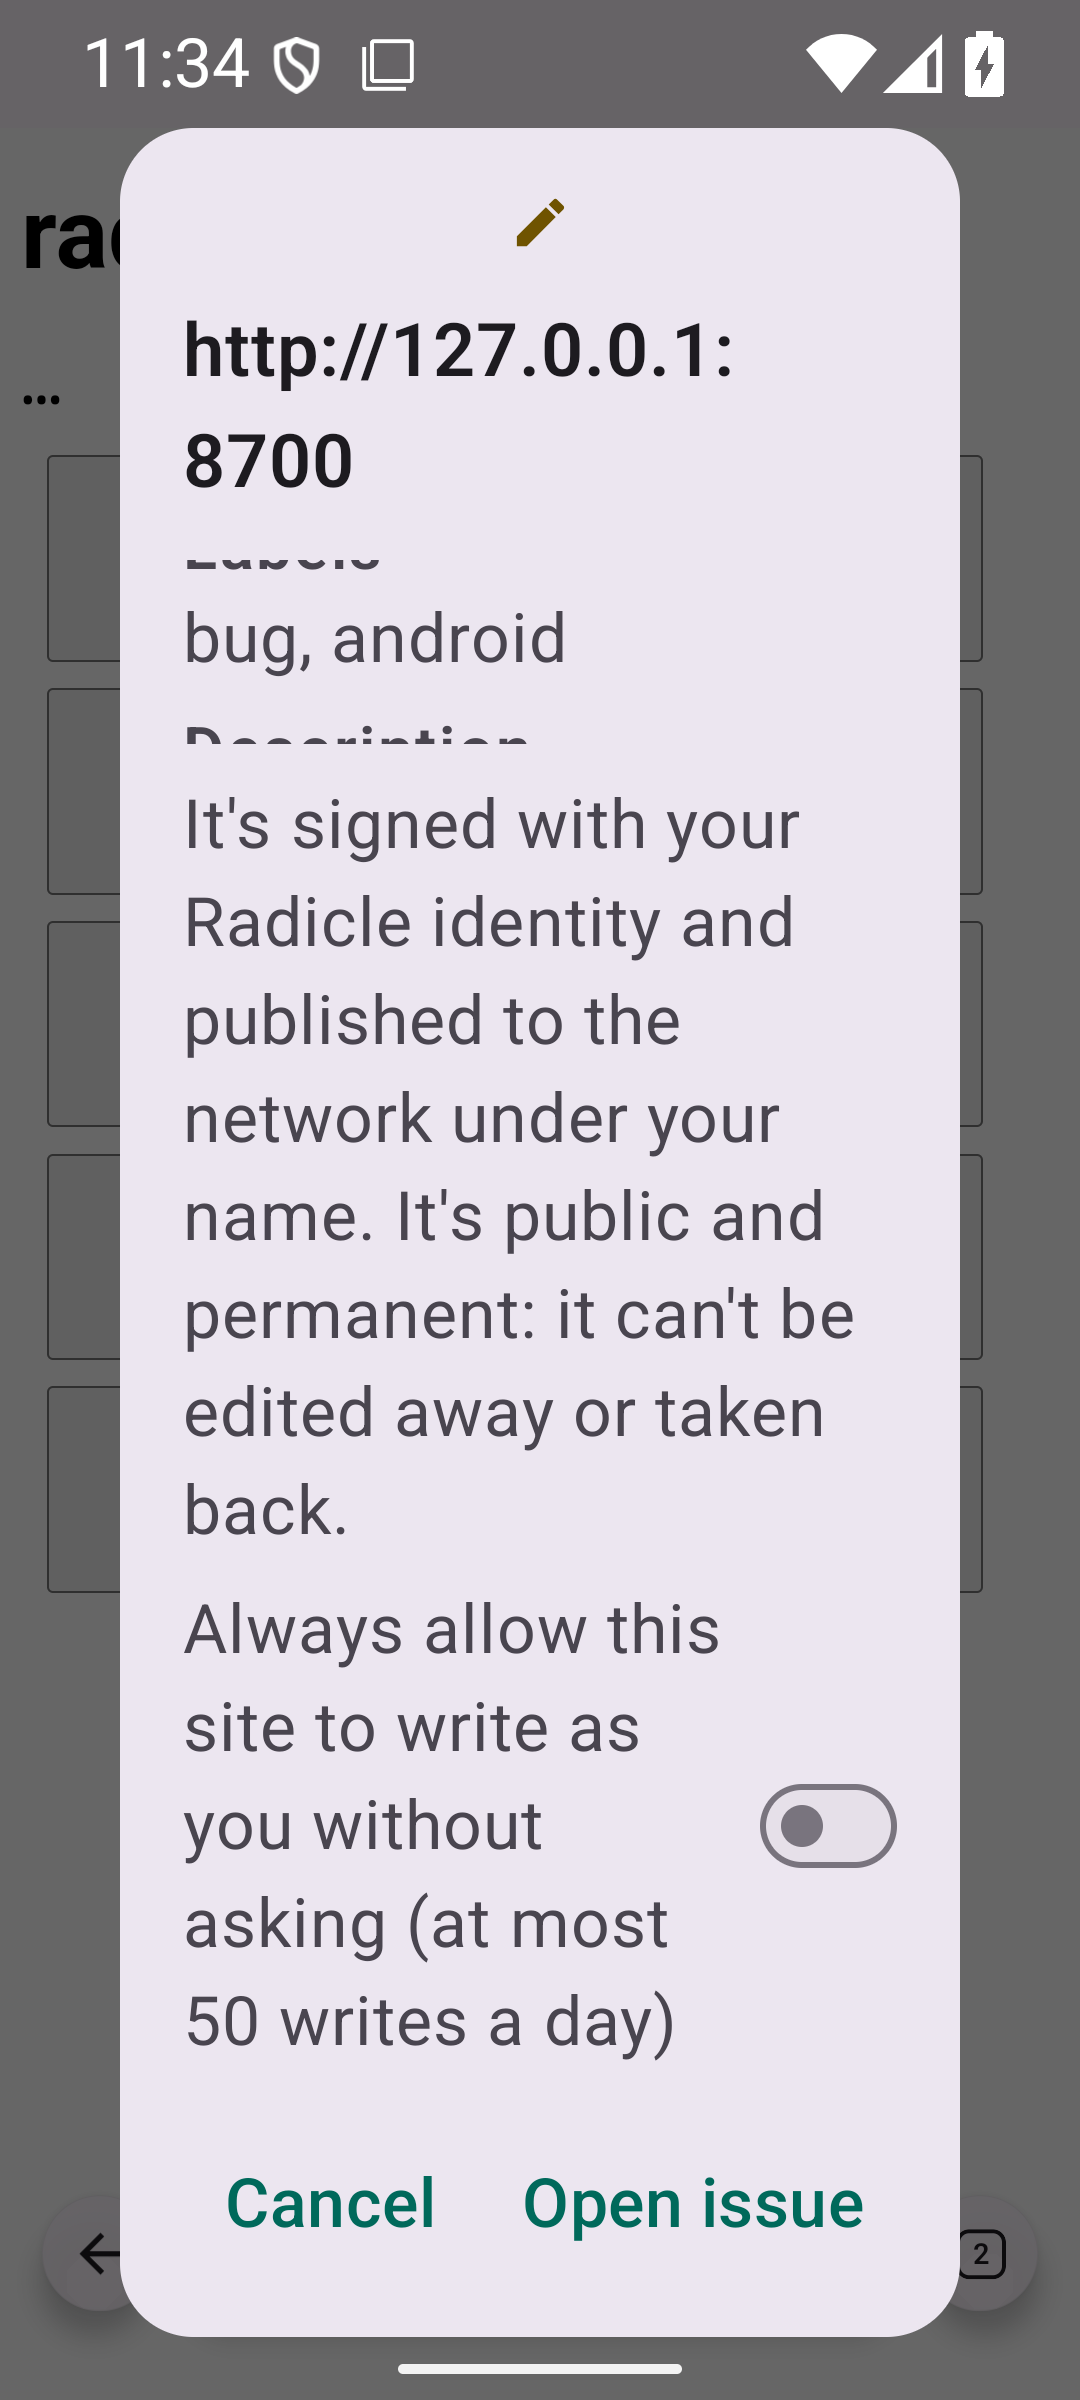 11:34
http://127.0.0.1:
8700
Labels
bug, android
Description
It's signed with your
Radicle identity and
published to the
network under your
name. It's public and
permanent: it can't be
edited away or taken
back.
Always allow this
site to write as
you without
asking (at most
50 writes a day)
Cancel
Open issue
2